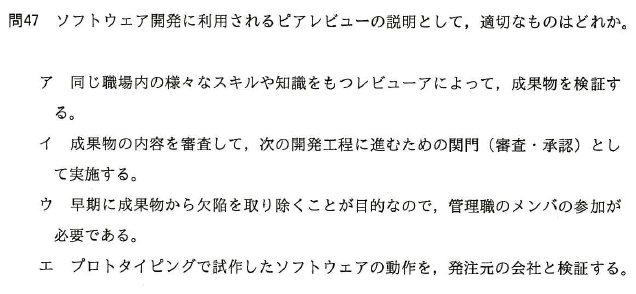 問47 ソフトウェア開発に利用されるピアレビューの説明として，適切なものはどれか。
ア 同じ職場内の様々なスキルや知識をもつレビューアによって，成果物を検証す
る。
イ 成果物の内容を審査して，次の開発工程に進むための関門（審査・承認）とし
て実施する。
ウ 早期に成果物から欠陥を取り除くことが目的なので，管理職のメンバの参加が
必要である。
エ プロトタイピングで試作したソフトウェアの動作を，発注元の会社と検証する。